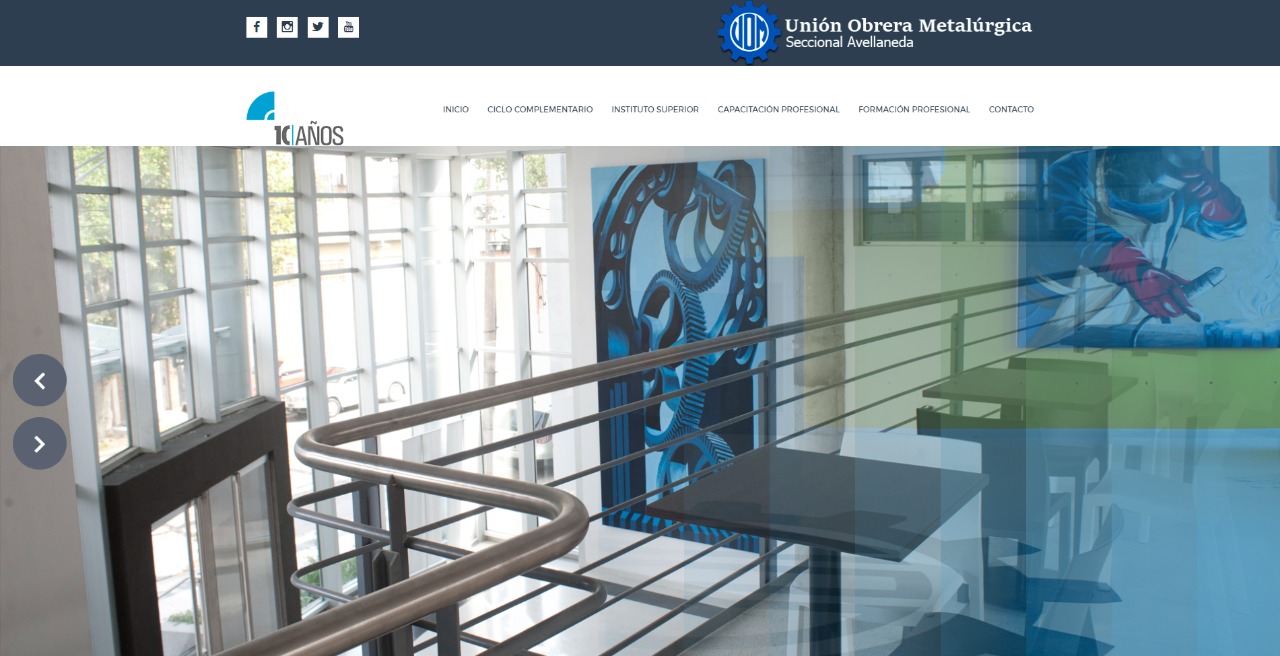 Unión Obrera Metalúrgica
Seccional Avellaneda
INICIO CICLO COMPLEMENTARIO INSTITUTO SUPERIOR CAPACITACIÓN PROFESIONAL FORMACIÓN PROFESIONAL CONTACTO
10 AÑOS